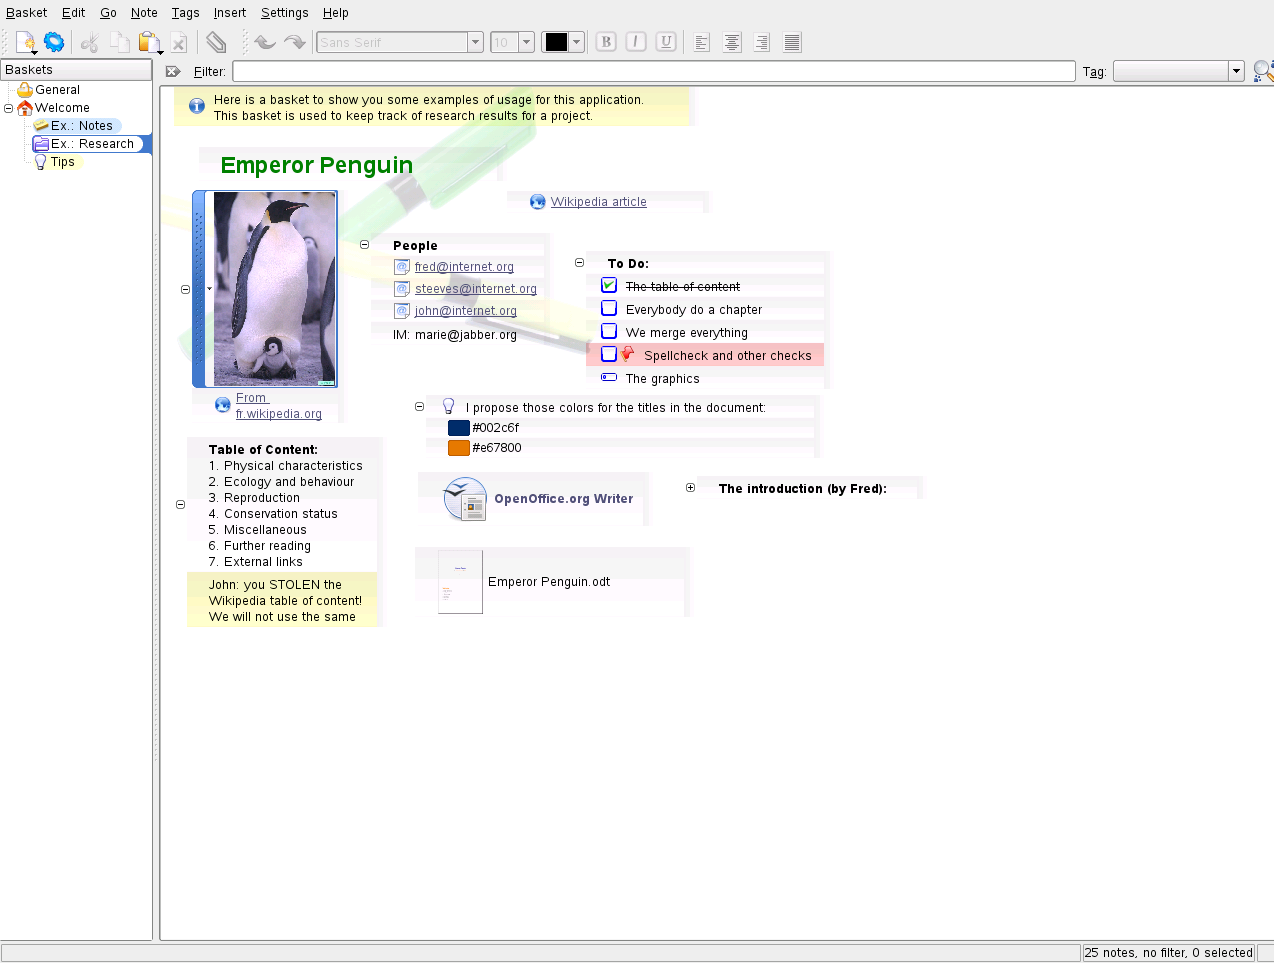 Basket Edit Go Note Tags Insert Settings Help
Sans Serif 10 B I U
Baskets
Filter: Tag:
General
Welcome
Ex.: Notes
Ex.: Research
Tips
Here is a basket to show you some examples of usage for this application.
This basket is used to keep track of research results for a project.
Emperor Penguin
Wikipedia article
From
fr.wikipedia.org
People
fred@internet.org
steeves@internet.org
john@internet.org
IM: marie@jabber.org
To Do:
The table of content
Everybody do a chapter
We merge everything
Spellcheck and other checks
The graphics
I propose those colors for the titles in the document:
#002c6f
#e67800
Table of Content:
1. Physical characteristics
2. Ecology and behaviour
3. Reproduction
4. Conservation status
5. Miscellaneous
6. Further reading
7. External links
John: you STOLEN the
Wikipedia table of content!
We will not use the same
OpenOffice.org Writer
The introduction (by Fred):
Emperor Penguin.odt
25 notes, no filter, 0 selected